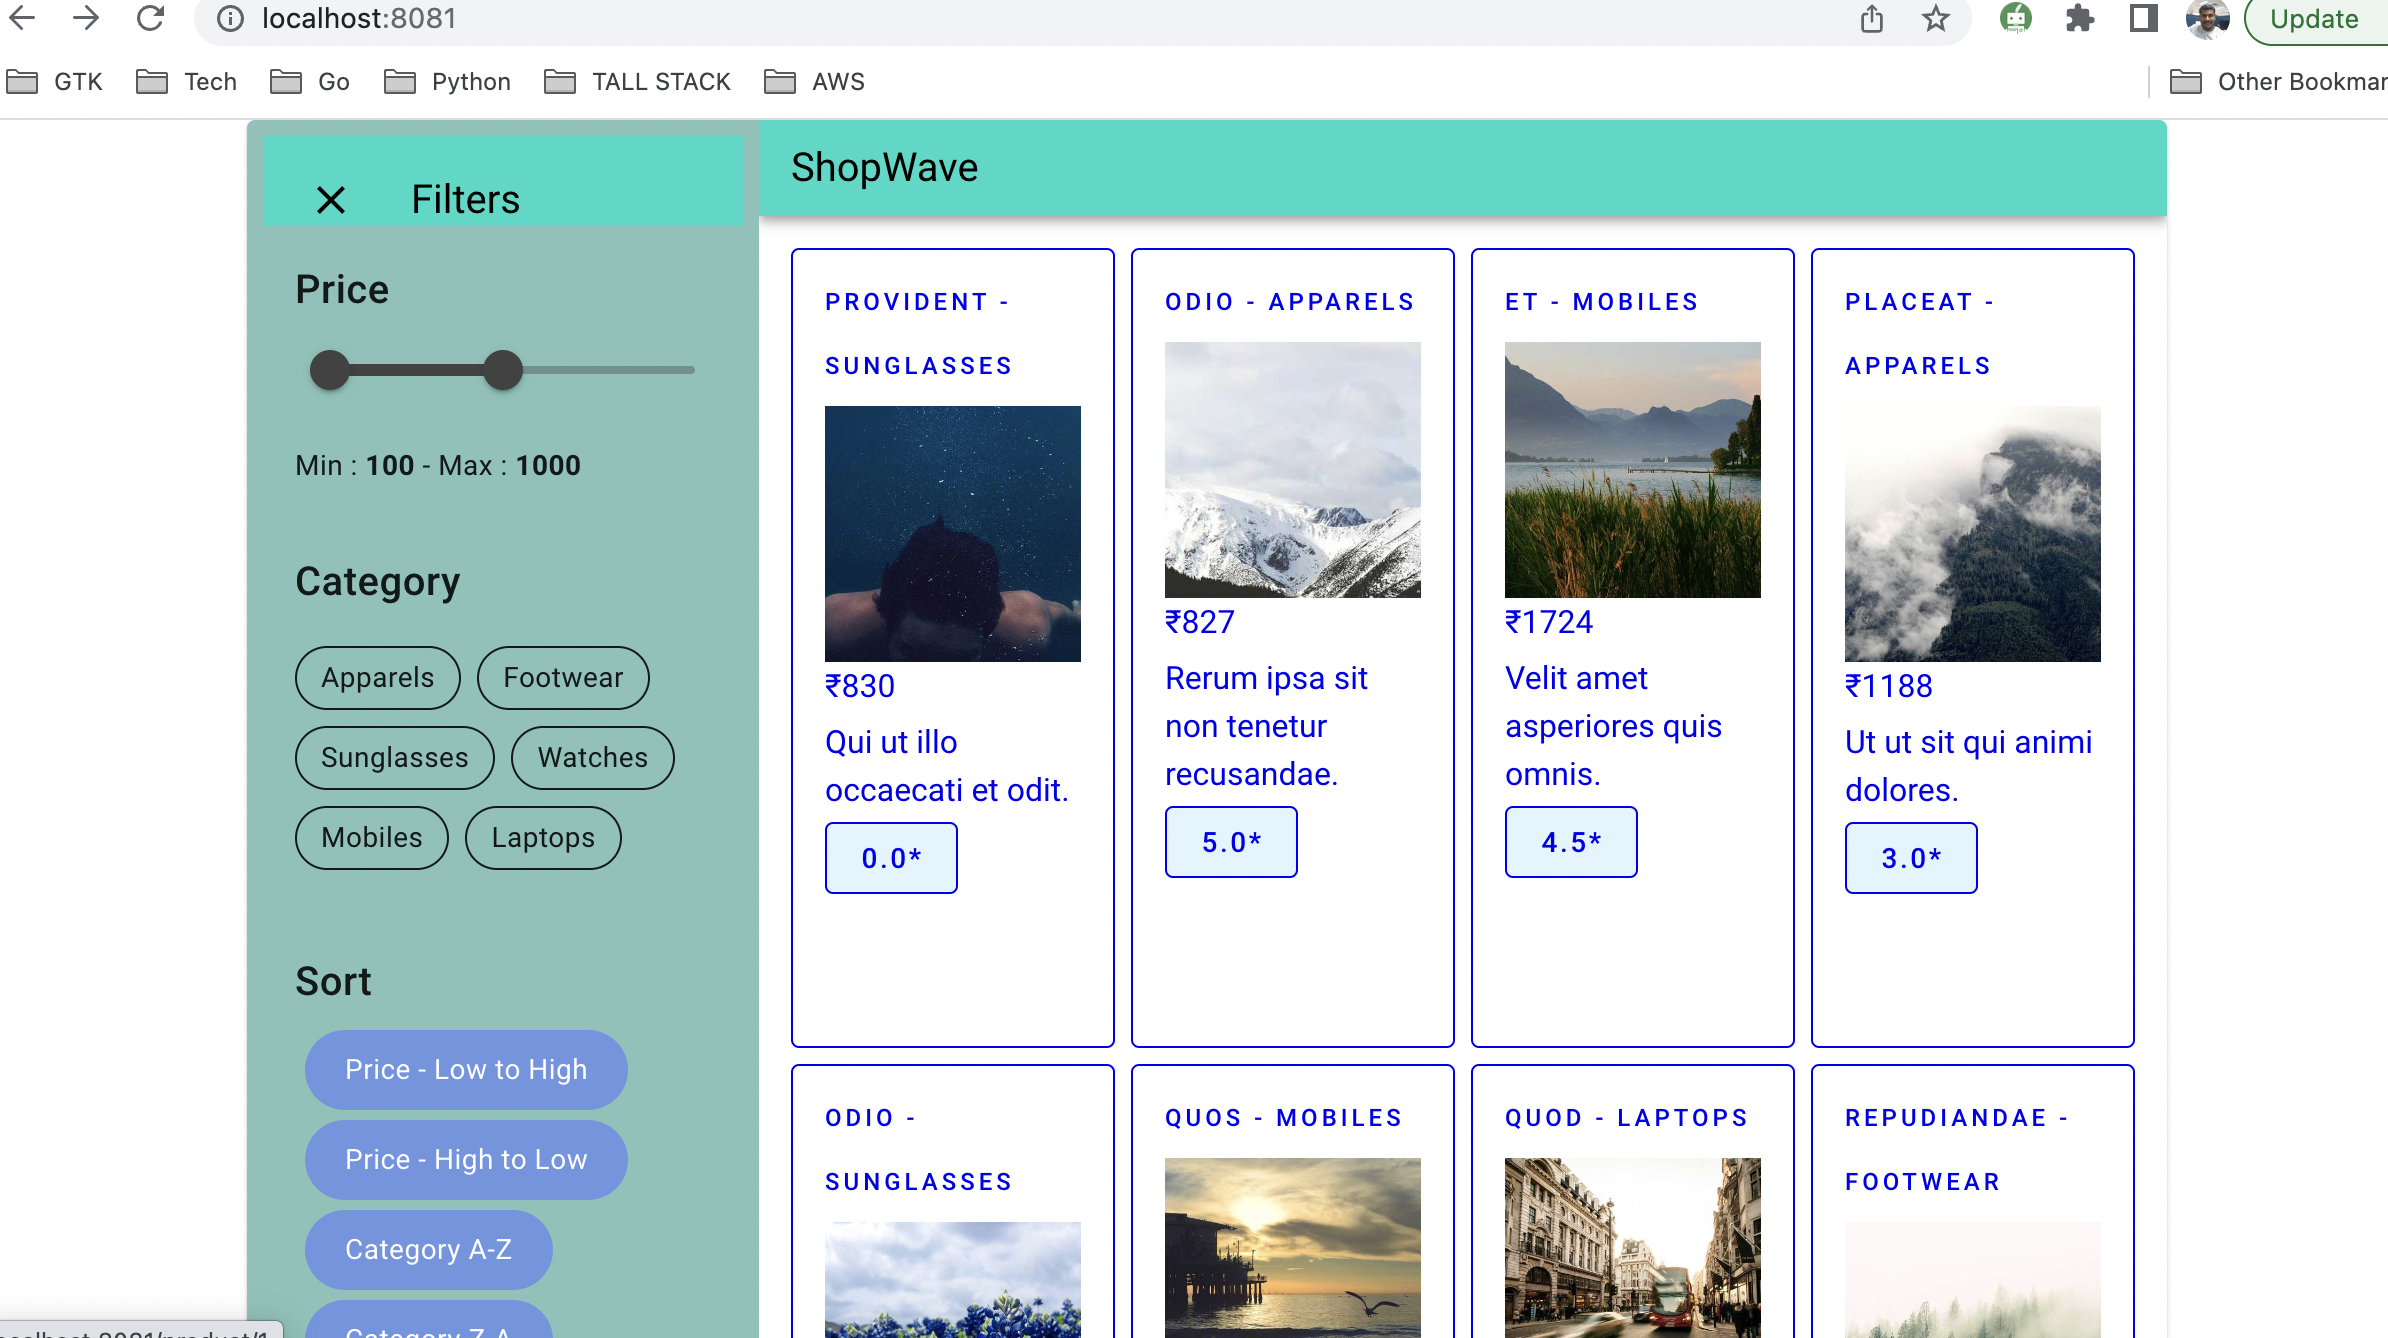 localhost:8081
Update
GTK
Tech
Go
Python
TALL STACK
AWS
Other Bookmar
Filters
Price
Min : 100 - Max : 1000
Category
Apparels
Footwear
Sunglasses
Watches
Mobiles
Laptops
Sort
Price - Low to High
Price - High to Low
Category A-Z
Category Z-A
ShopWave
PROVIDENT -
SUNGLASSES
₹830
Qui ut illo
occaecati et odit.
0.0*
ODIO - APPARELS
₹827
Rerum ipsa sit
non tenetur
recusandae.
5.0*
ET - MOBILES
₹1724
Velit amet
asperiores quis
omnis.
4.5*
PLACEAT -
APPARELS
₹1188
Ut ut sit qui animi
dolores.
3.0*
ODIO -
SUNGLASSES
QUOS - MOBILES
QUOD - LAPTOPS
REPUDIANDAE -
FOOTWEAR
ocalhost:8081/product/1